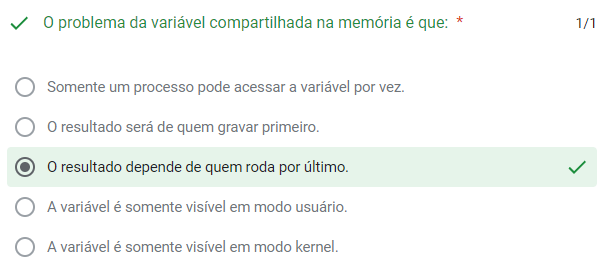 O problema da variável compartilhada na memória é que: * 1/1
Somente um processo pode acessar a variável por vez.
O resultado será de quem gravar primeiro.
O resultado depende de quem roda por último.
A variável é somente visível em modo usuário.
A variável é somente visível em modo kernel.